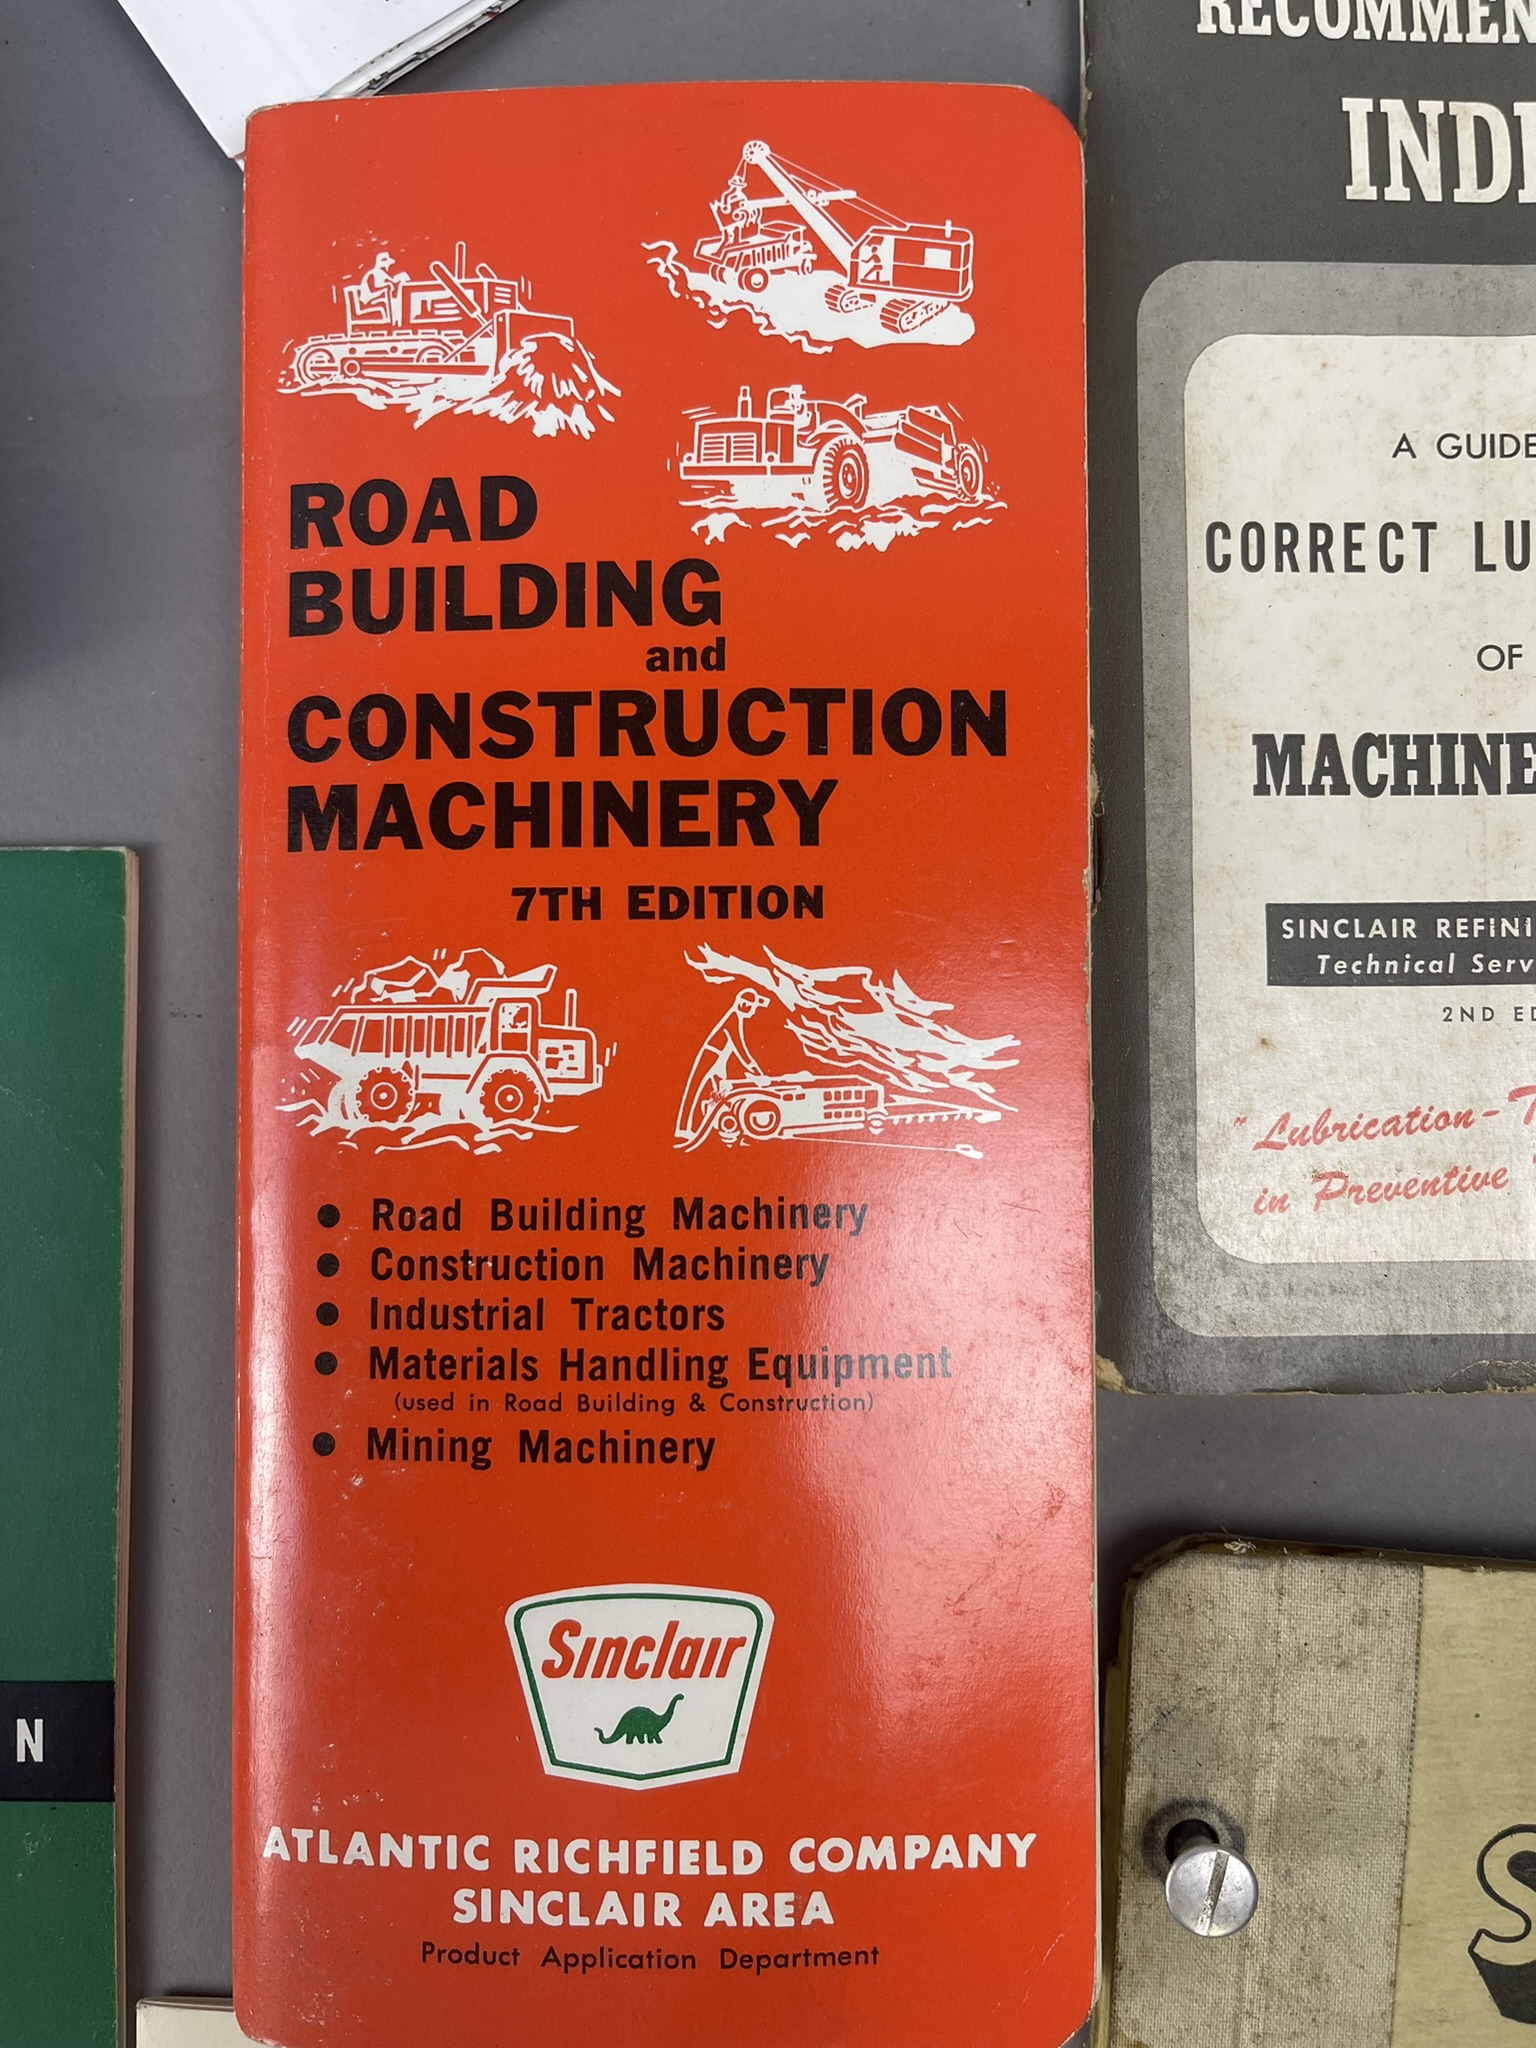 ROAD
BUILDING
and
CONSTRUCTION
MACHINERY
7TH EDITION
• Road Building Machinery
• Construction Machinery
• Industrial Tractors
• Materials Handling Equipment
(used in Road Building & Construction)
• Mining Machinery
Sinclair
ATLANTIC RICHFIELD COMPANY
SINCLAIR AREA
Product Application Department
RECOMMEN
INDE
A GUIDE
CORRECT LU
OF
MACHINE
SINCLAIR REFINI
Technical Serv
2ND ED
"Lubrication-T
in Preventive
N
S